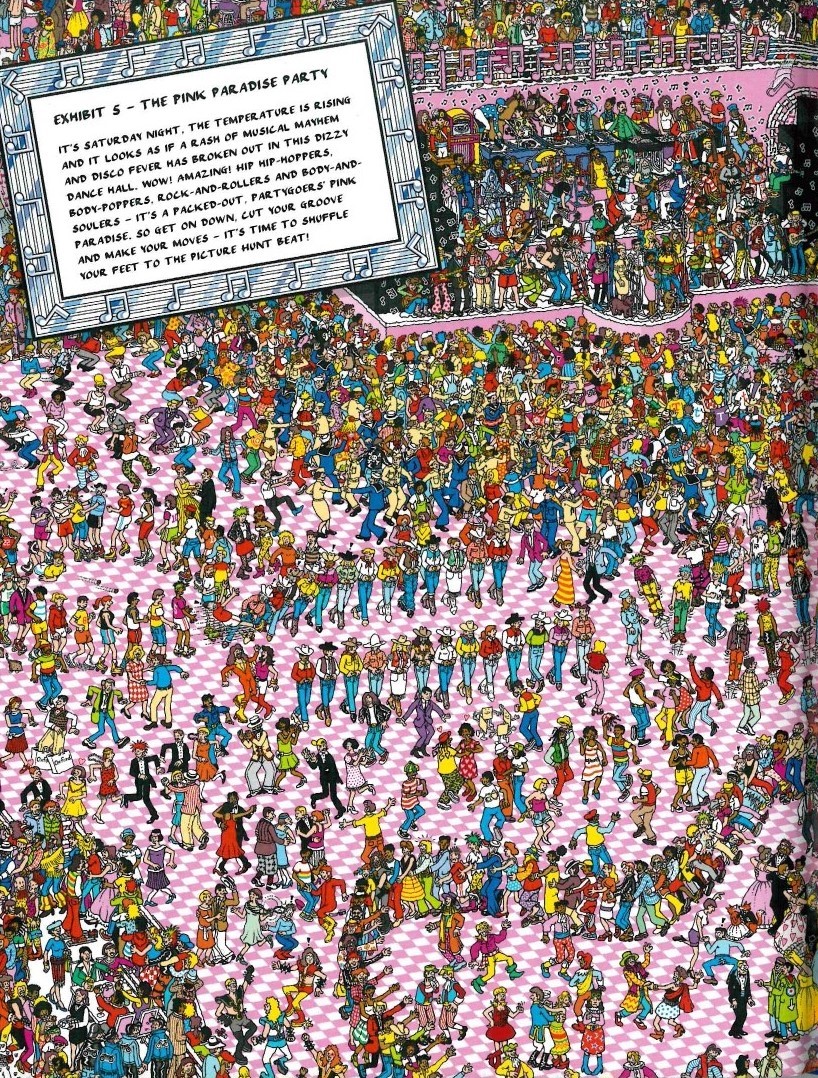 EXHIBIT 5 – THE PINK PARADISE PARTY
IT'S SATURDAY NIGHT, THE TEMPERATURE IS RISING
AND IT LOOKS AS IF A RASH OF MUSICAL MAYHEM
AND DISCO FEVER HAS BROKEN OUT IN THIS DIZZY
DANCE HALL. WOW! AMAZING! HIP HIP-HOPPERS,
BODY-POPPERS, ROCK-AND-ROLLERS AND BODY-AND-
SOULERS – IT'S A PACKED-OUT, PARTYGOERS' PINK
PARADISE. SO GET ON DOWN, CUT YOUR GROOVE
AND MAKE YOUR MOVES – IT'S TIME TO SHUFFLE
YOUR FEET TO THE PICTURE HUNT BEAT!